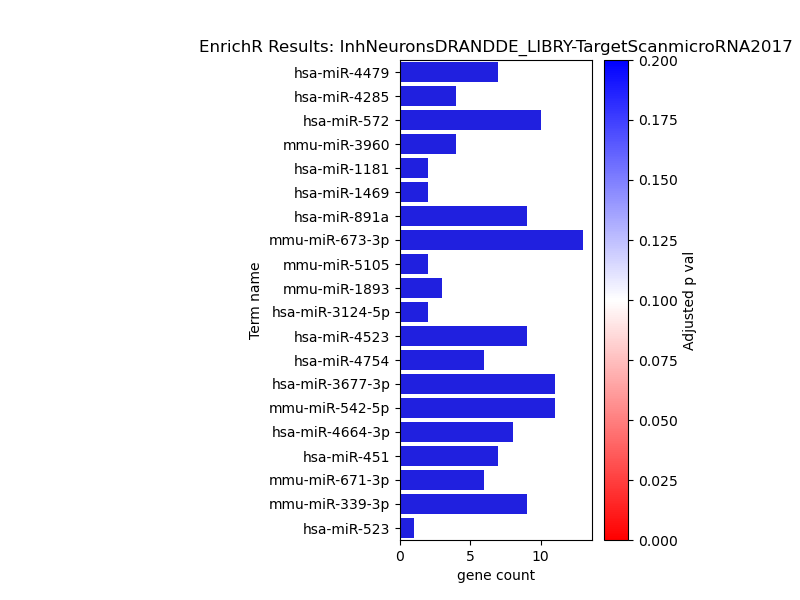 EnrichR Results: InhNeuronsDRANDDE_LIBRY-TargetScanmicroRNA2017
hsa-miR-4479
hsa-miR-4285
hsa-miR-572
mmu-miR-3960
hsa-miR-1181
hsa-miR-1469
hsa-miR-891a
mmu-miR-673-3p
mmu-miR-5105
mmu-miR-1893
hsa-miR-3124-5p
hsa-miR-4523
hsa-miR-4754
hsa-miR-3677-3p
mmu-miR-542-5p
hsa-miR-4664-3p
hsa-miR-451
mmu-miR-671-3p
mmu-miR-339-3p
hsa-miR-523
Term name
0 5 10
gene count
0.200
0.175
0.150
0.125
0.100
0.075
0.050
0.025
0.000
Adjusted p val